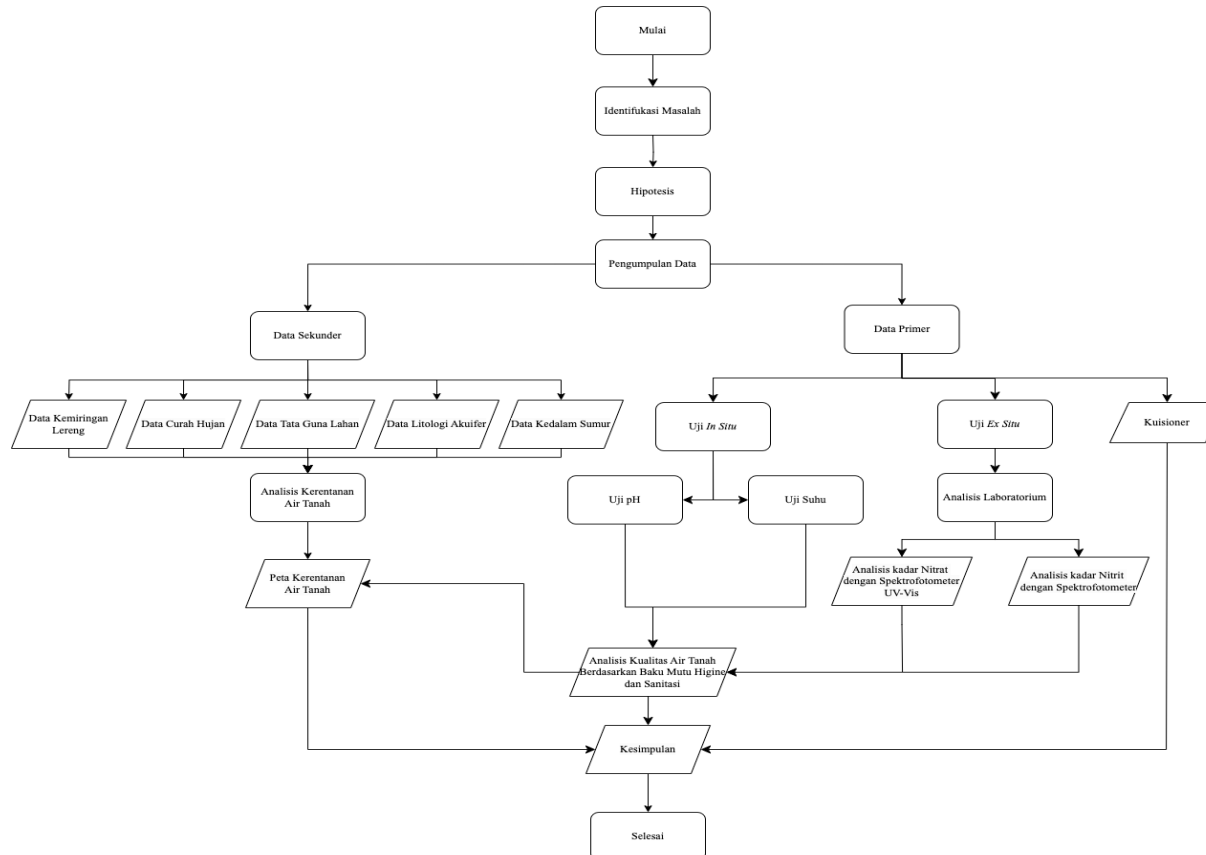 Mulai
Identifukasi Masalah
Hipotesis
Pengumpulan Data
Data Sekunder
Data Primer
Data Kemiringan
Lereng
Data Curah Hujan
Data Tata Guna Lahan
Data Litologi Akuifer
Data Kedalam Sumur
Uji In Situ
Uji Ex Situ
Kuisioner
Analisis Kerentanan
Air Tanah
Uji pH
Uji Suhu
Analisis Laboratorium
Peta Kerentanan
Air Tanah
Analisis kadar Nitrat
dengan Spektrofotometer
UV-Vis
Analisis kadar Nitrit
dengan Spektrofotometer
Analisis Kualitas Air Tanah
Berdasarkan Baku Mutu Higine
dan Sanitasi
Kesimpulan
Selesai